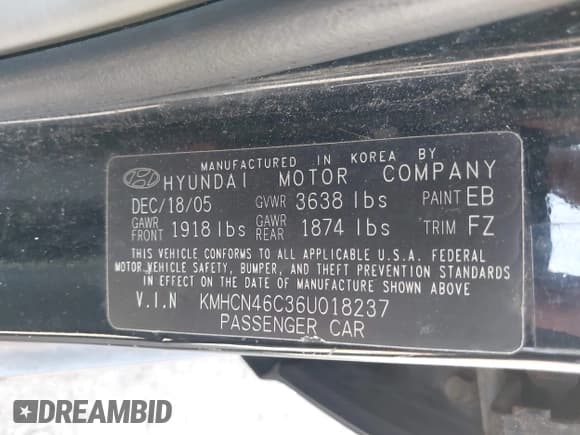 MANUFACTURED IN KOREA BY
HYUNDAI MOTOR COMPANY
DEC/18/05 GVWR 3638 lbs PAINT EB
GAWR FRONT 1918 lbs GAWR REAR 1874 lbs TRIM FZ
THIS VEHICLE CONFORMS TO ALL APPLICABLE U.S.A. FEDERAL
MOTOR VEHICLE SAFETY, BUMPER, AND THEFT PREVENTION STANDARDS
IN EFFECT ON THE DATE OF MANUFACTURE SHOWN ABOVE
V.I.N KMHCN46C36U018237
PASSENGER CAR
DREAMBID